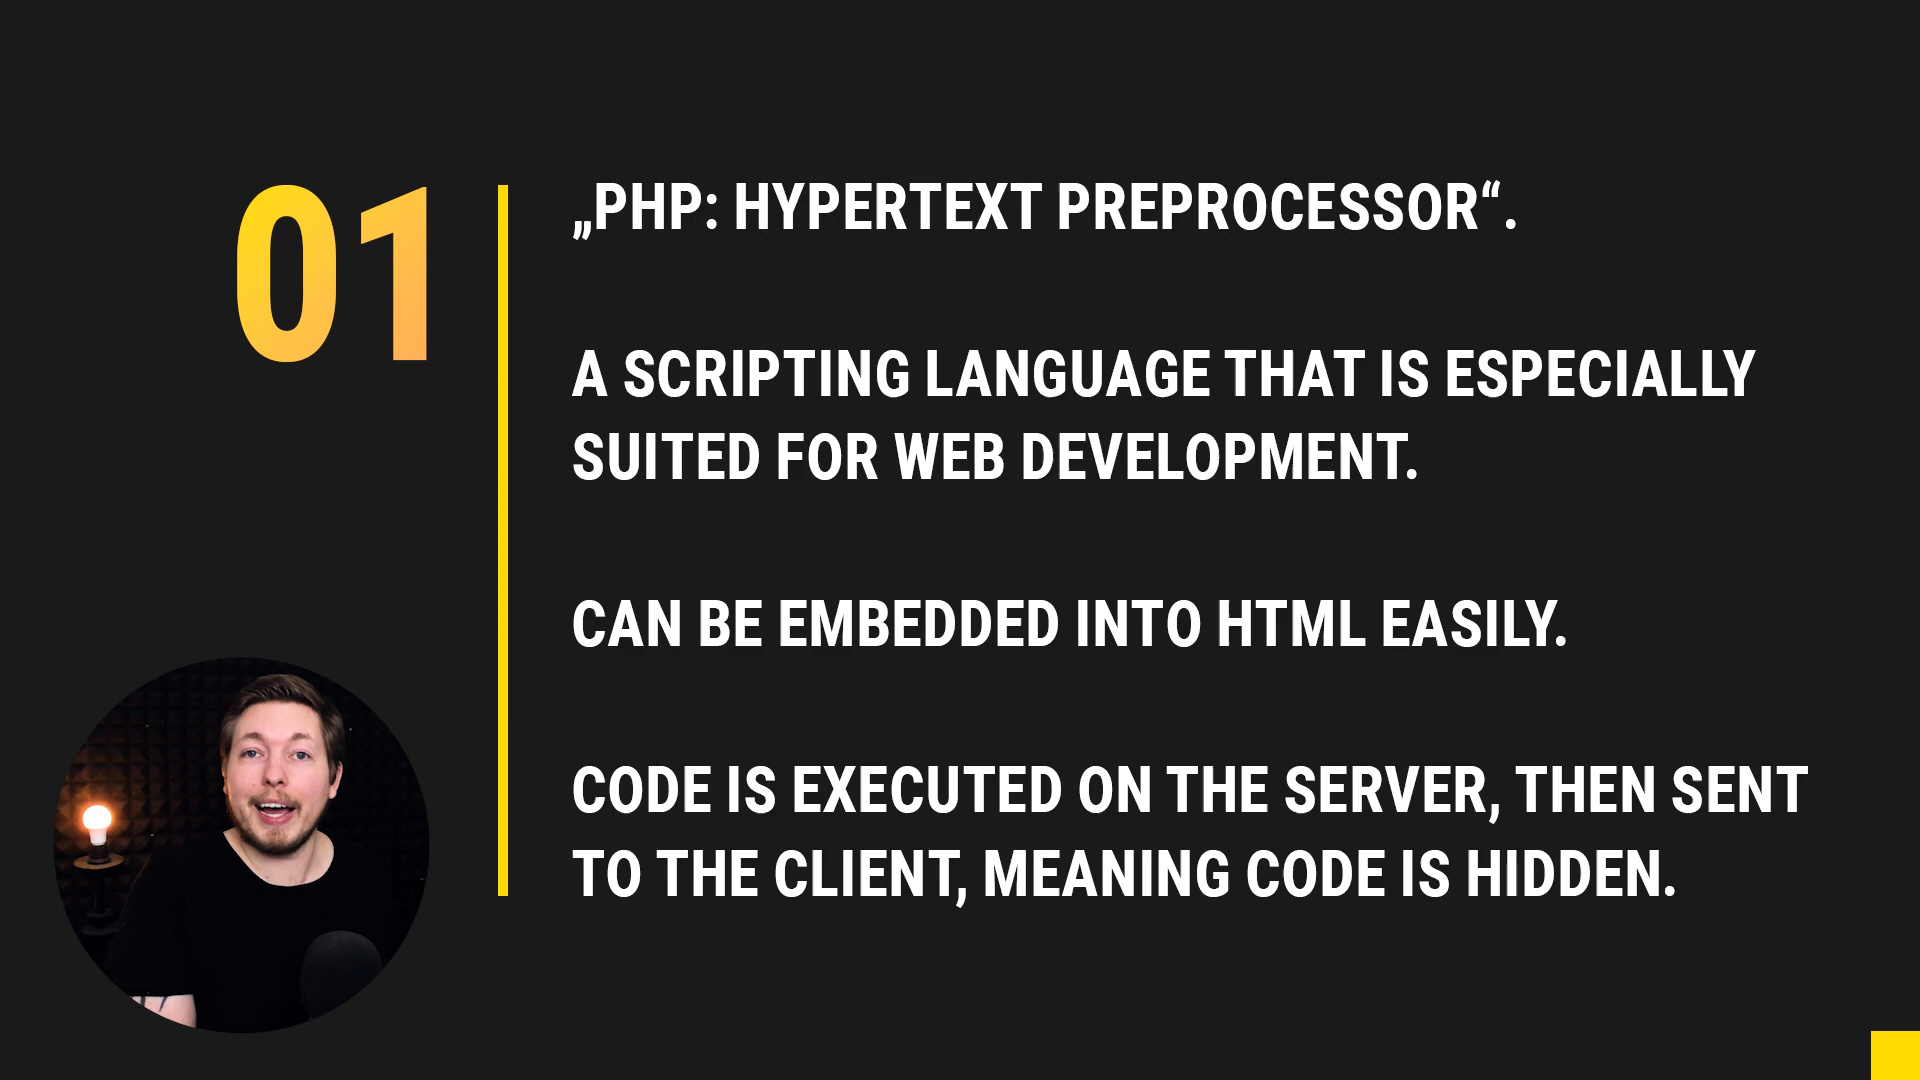 01
„PHP: HYPERTEXT PREPROCESSOR“.
A SCRIPTING LANGUAGE THAT IS ESPECIALLY
SUITED FOR WEB DEVELOPMENT.
CAN BE EMBEDDED INTO HTML EASILY.
CODE IS EXECUTED ON THE SERVER, THEN SENT
TO THE CLIENT, MEANING CODE IS HIDDEN.